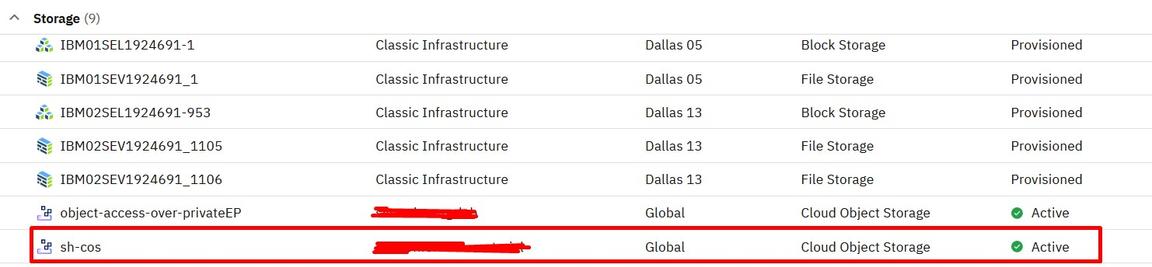 Storage (9)
IBM01SEL1924691-1 Classic Infrastructure Dallas 05 Block Storage Provisioned
IBM01SEV1924691_1 Classic Infrastructure Dallas 05 File Storage Provisioned
IBM02SEL1924691-953 Classic Infrastructure Dallas 13 Block Storage Provisioned
IBM02SEV1924691_1105 Classic Infrastructure Dallas 13 File Storage Provisioned
IBM02SEV1924691_1106 Classic Infrastructure Dallas 13 File Storage Provisioned
object-access-over-privateEP Global Cloud Object Storage Active
sh-cos Global Cloud Object Storage Active